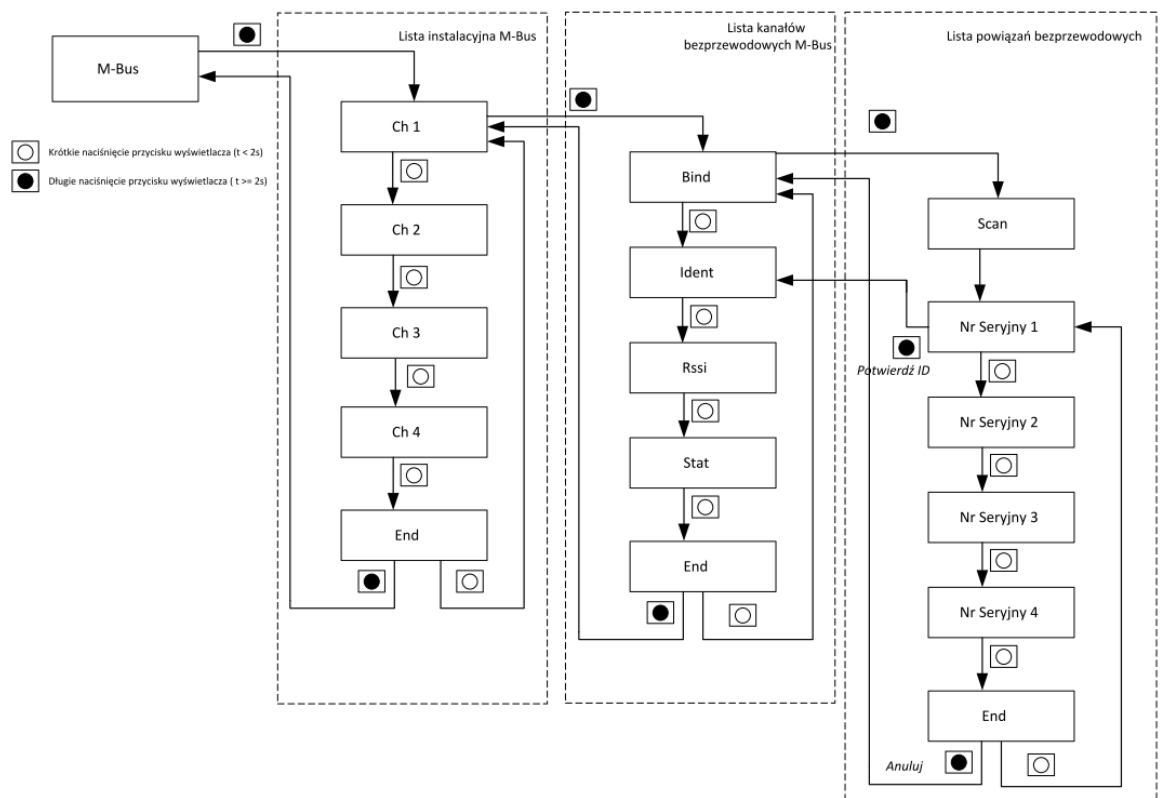 Lista instalacyjna M-Bus
Lista kanałów
bezprzewodowych M-Bus
Lista powiązań bezprzewodowych
M-Bus
Krótkie naciśnięcie przycisku wyświetlacza (t < 2s)
Długie naciśnięcie przycisku wyświetlacza ( t >= 2s)
Ch 1
Ch 2
Ch 3
Ch 4
End
Bind
Ident
Rssi
Stat
End
Scan
Nr Seryjny 1
Potwierdź ID
Nr Seryjny 2
Nr Seryjny 3
Nr Seryjny 4
End
Anuluj